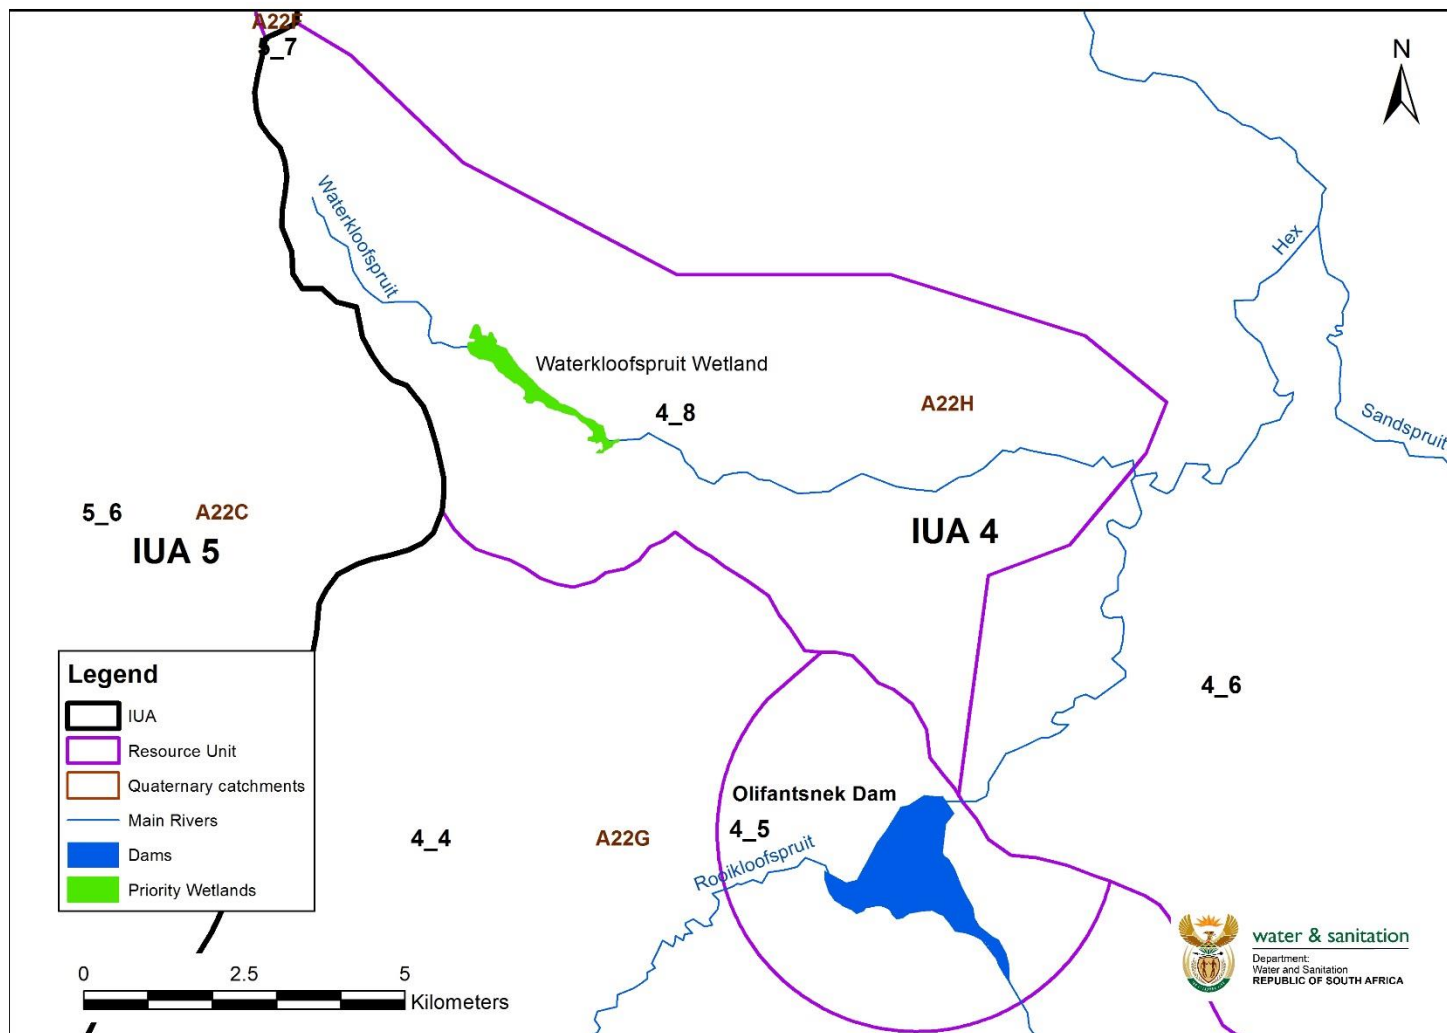 A22F
5_7
N
Waterkloofspruit
Hex
Waterkloofspruit Wetland
4_8
A22H
Sandspruit
5_6
A22C
IUA 5
IUA 4
Legend
IUA
Resource Unit
Quaternary catchments
Main Rivers
Dams
Priority Wetlands
4_6
Olifantsnek Dam
4_4
A22G
4_5
Rooikloofspruit
water & sanitation
Department:
Water and Sanitation
REPUBLIC OF SOUTH AFRICA
0 2.5 5
Kilometers